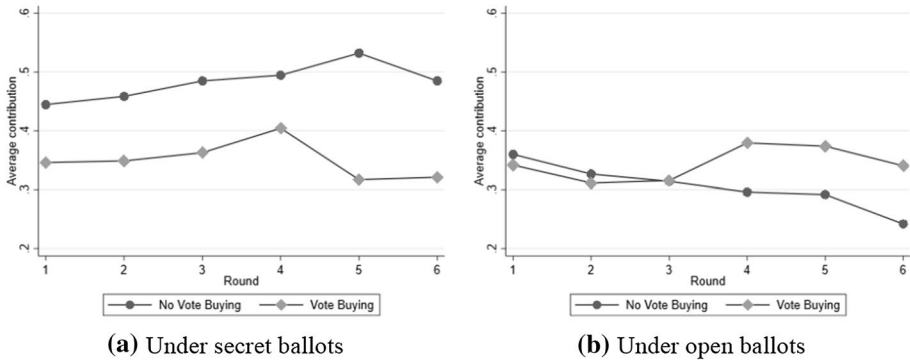 .6
.5
.4
.3
.2
Average contribution
1 2 3 4 5 6
Round
No Vote Buying Vote Buying
(a) Under secret ballots
.6
.5
.4
.3
.2
Average contribution
1 2 3 4 5 6
Round
No Vote Buying Vote Buying
(b) Under open ballots